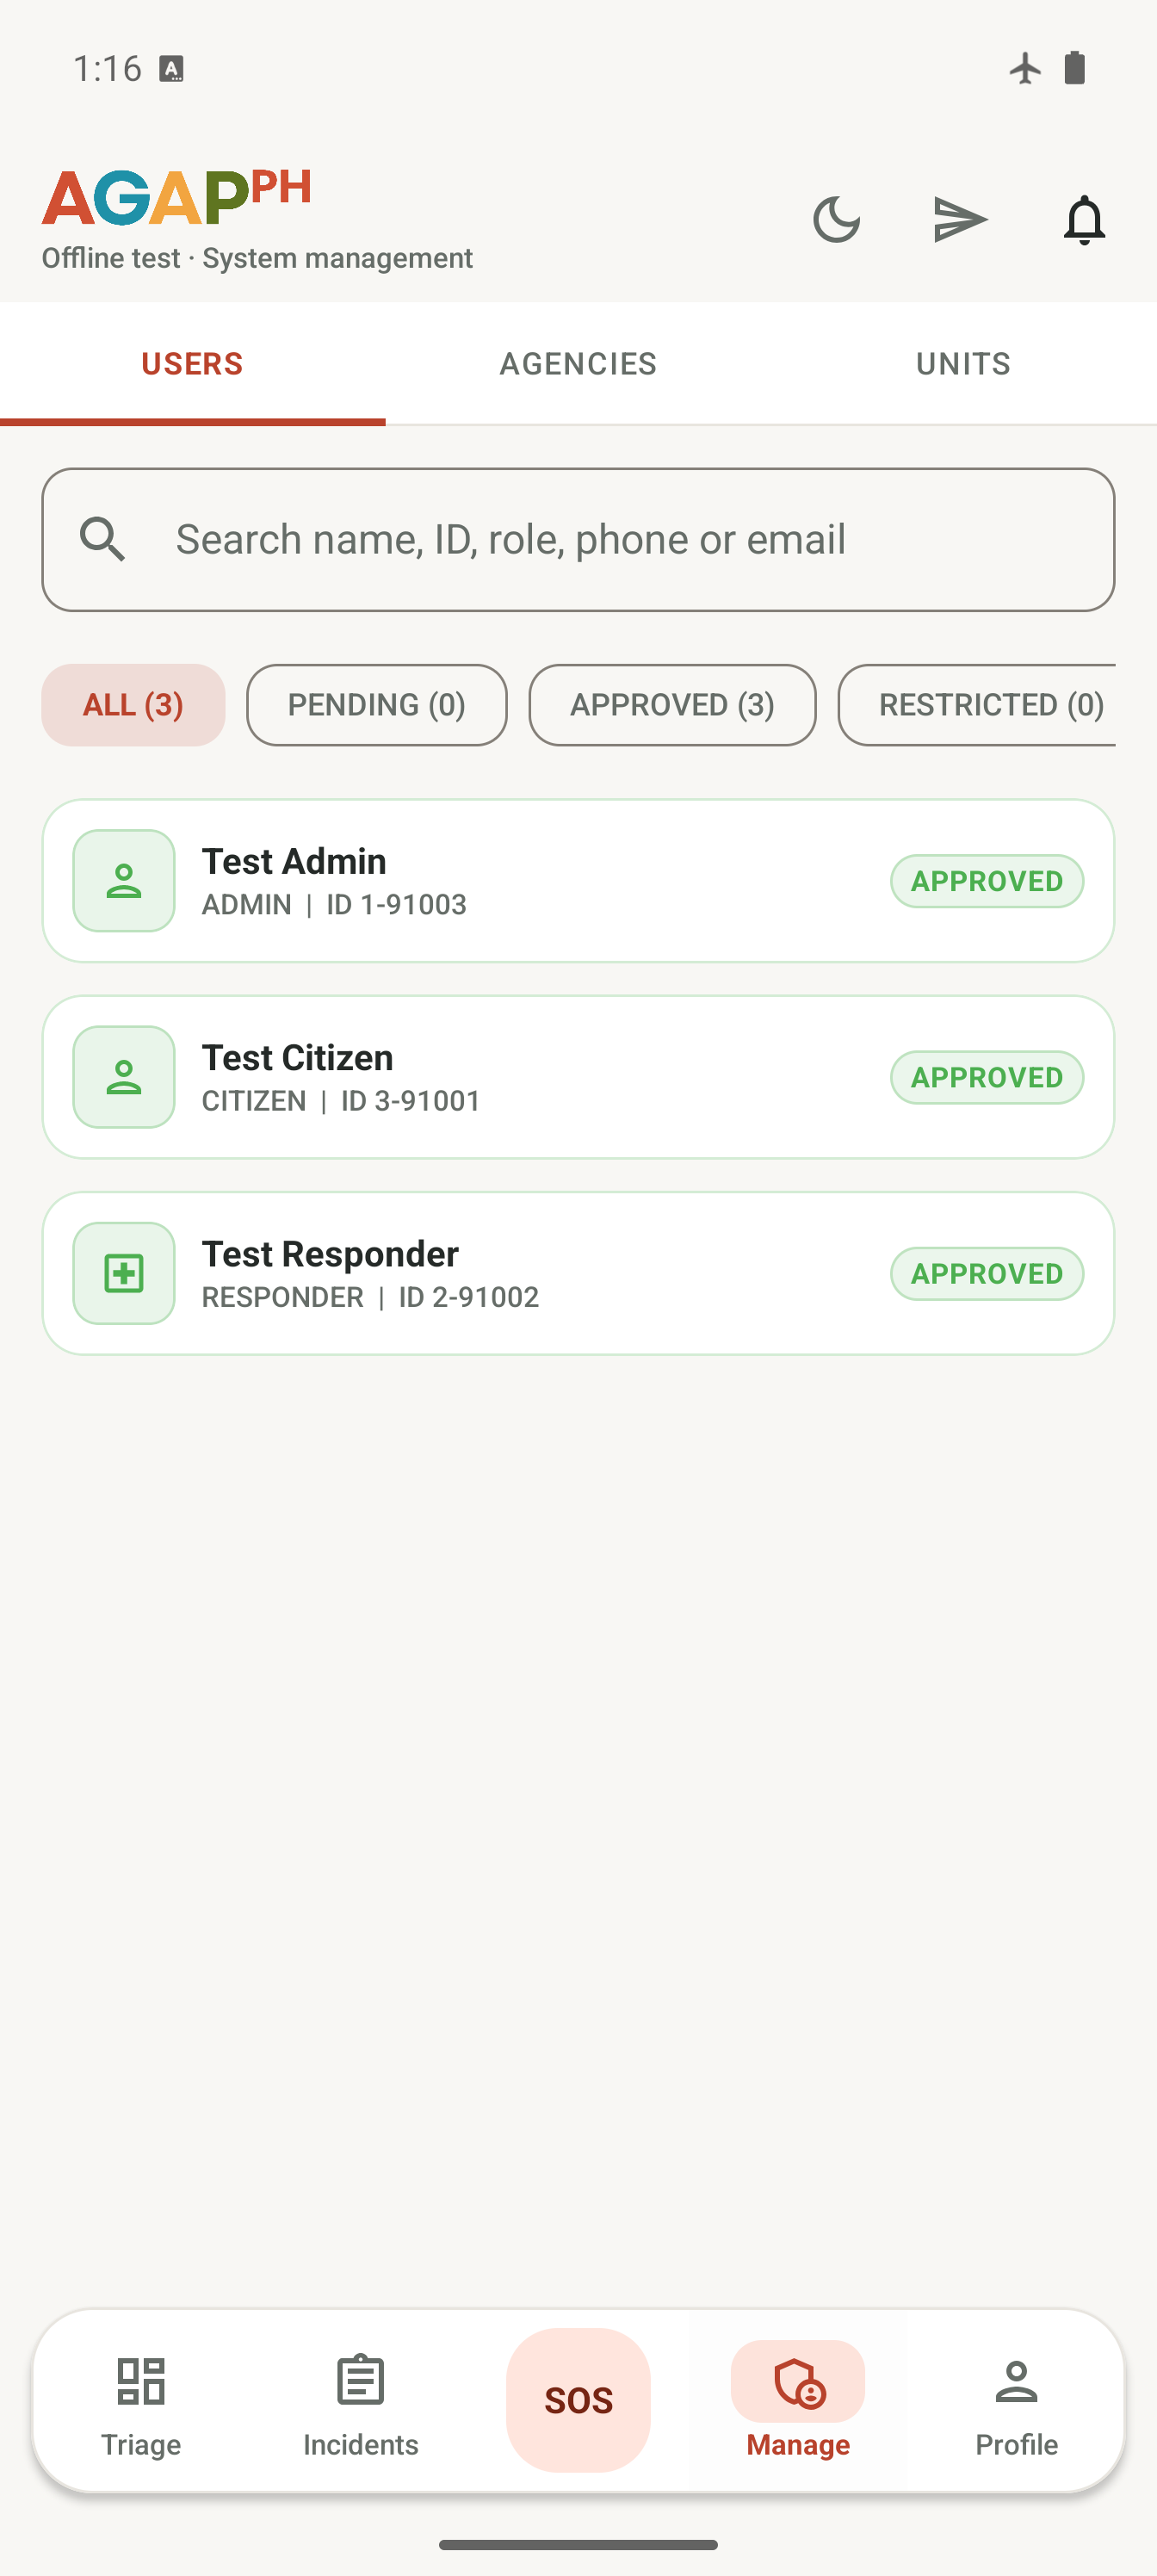 1:16
AGAPPH
Offline test · System management
USERS
AGENCIES
UNITS
Search name, ID, role, phone or email
ALL (3)
PENDING (0)
APPROVED (3)
RESTRICTED (0)
Test Admin
ADMIN | ID 1-91003
APPROVED
Test Citizen
CITIZEN | ID 3-91001
APPROVED
Test Responder
RESPONDER | ID 2-91002
APPROVED
Triage
Incidents
SOS
Manage
Profile